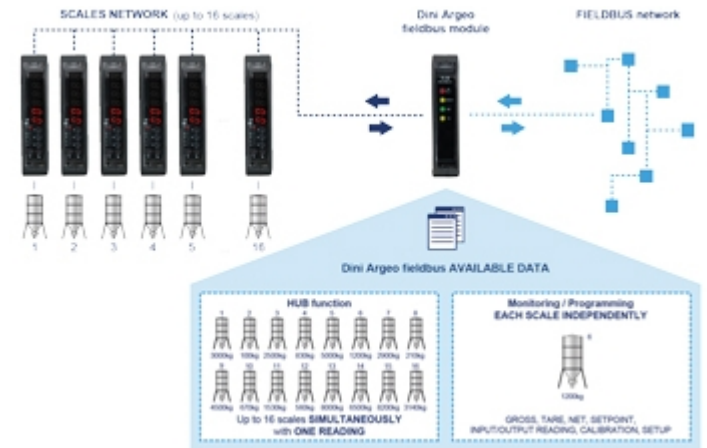 SCALES NETWORK (up to 16 scales)
Dini Argeo
fieldbus module
FIELDBUS network
1 2 3 4 5 16
Dini Argeo fieldbus AVAILABLE DATA
HUB function
1 2 3 4 5 6 7 8
3000kg 100kg 2500kg 830kg 5000kg 1200kg 2900kg 210kg
9 10 11 12 13 14 15 16
4500kg 670kg 1530kg 560kg 8000kg 6500kg 6200kg 3140kg
Up to 16 scales SIMULTANEOUSLY
with ONE READING
Monitoring / Programming
EACH SCALE INDEPENDENTLY
6
1200kg
GROSS, TARE, NET, SETPOINT,
INPUT/OUTPUT READING, CALIBRATION, SETUP